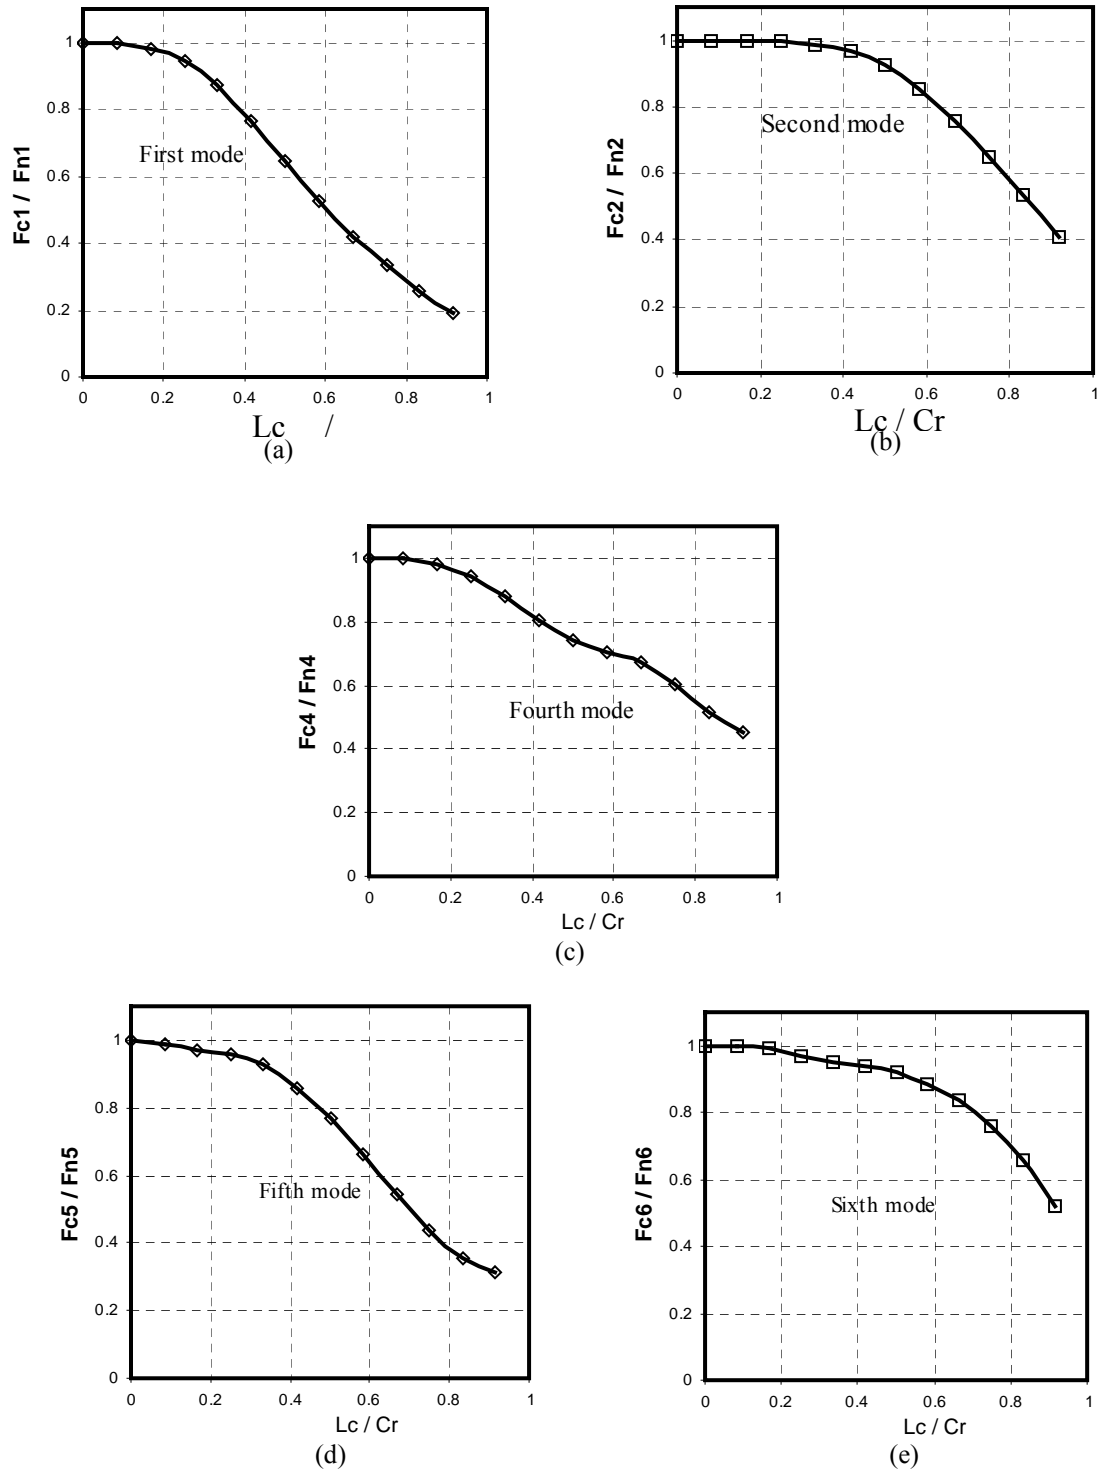 1
0.8
0.6
0.4
0.2
0
Fc1 / Fn1
First mode
0 0.2 0.4 0.6 0.8 1
Lc /
(a)
1
0.8
0.6
0.4
0.2
0
Fc2 / Fn2
Second mode
0 0.2 0.4 0.6 0.8 1
Lc / Cr
(b)
1
0.8
0.6
0.4
0.2
0
Fc4 / Fn4
Fourth mode
0 0.2 0.4 0.6 0.8 1
Lc / Cr
(c)
1
0.8
0.6
0.4
0.2
0
Fc5 / Fn5
Fifth mode
0 0.2 0.4 0.6 0.8 1
Lc / Cr
(d)
1
0.8
0.6
0.4
0.2
0
Fc6 / Fn6
Sixth mode
0 0.2 0.4 0.6 0.8 1
Lc / Cr
(e)